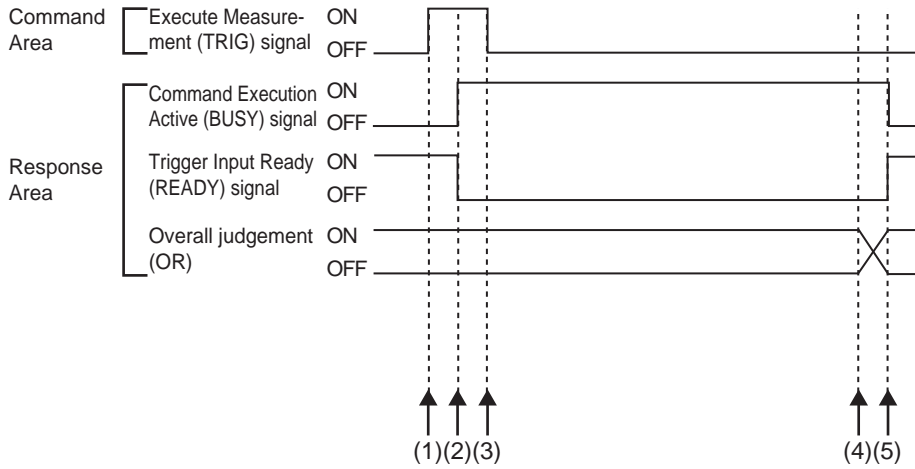 Command
Area
Execute Measure-
ment (TRIG) signal
ON
OFF
Response
Area
Command Execution
Active (BUSY) signal
ON
OFF
Trigger Input Ready
(READY) signal
ON
OFF
Overall judgement
(OR)
ON
OFF
(1)(2)(3)
(4)(5)